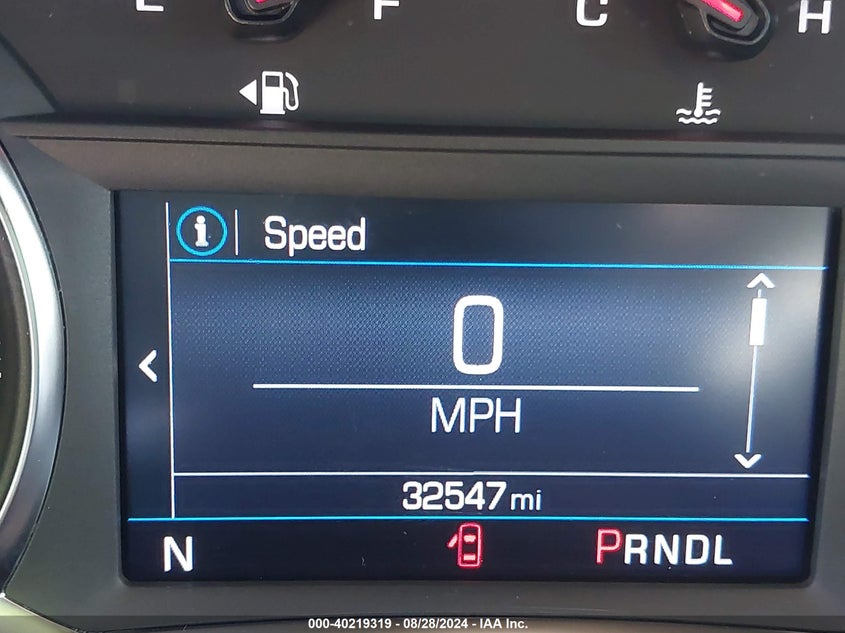 E F C H
Speed
0
MPH
32547 mi
N PRNDL
000-40219319 - 08/28/2024 - IAA Inc.